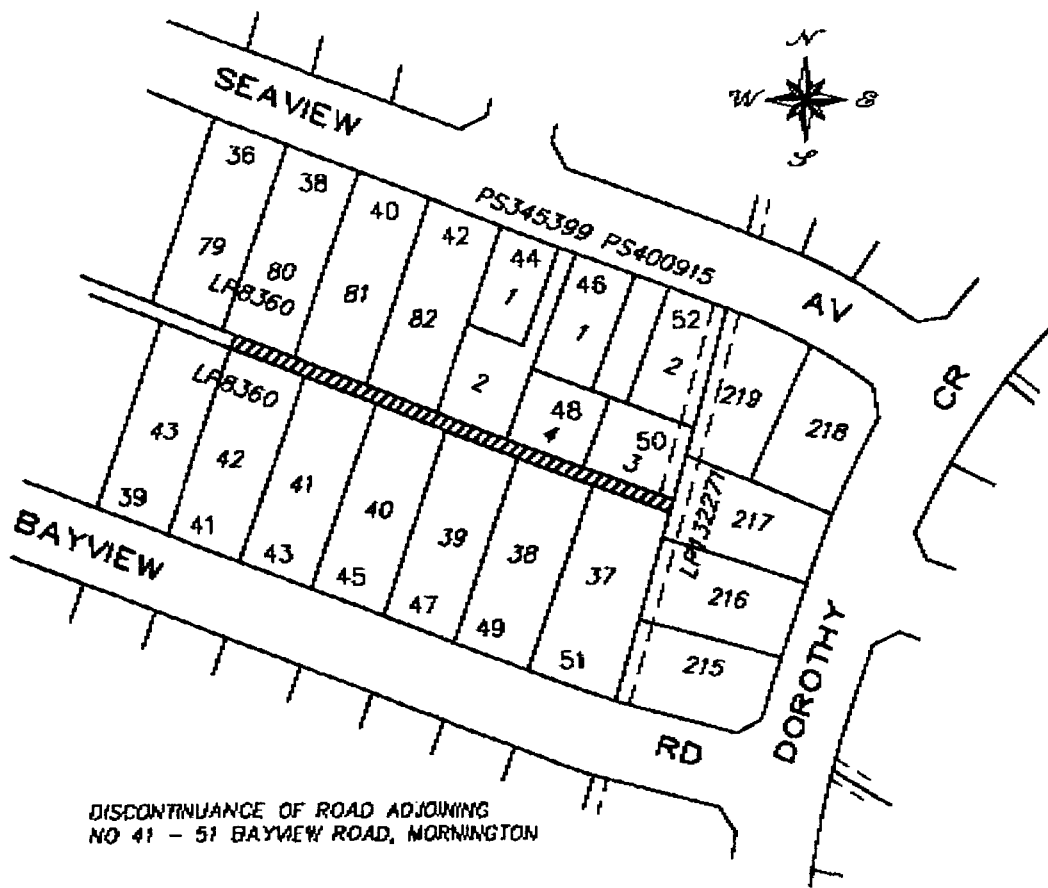 N
W E
S
SEAVIEW
PS345399 PS400915
AV
CR
36 38 40 42 44 46 52
79 80 81 82 1 1 2 219 218
LP8360
2 48 50
4 3
LP8360
43 42 41 40 39 38 37 217
LP132271
216
215
39 41 43 45 47 49 51
BAYVIEW
RD
DOROTHY
DISCONTINUANCE OF ROAD ADJOINING
NO 41 - 51 BAYVIEW ROAD, MORNINGTON